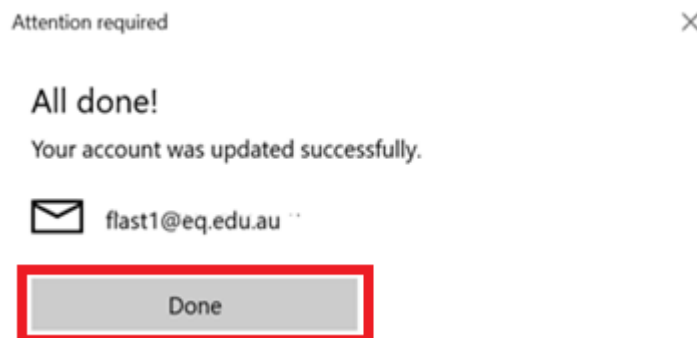 Attention required
All done!
Your account was updated successfully.
flast1@eq.edu.au
Done